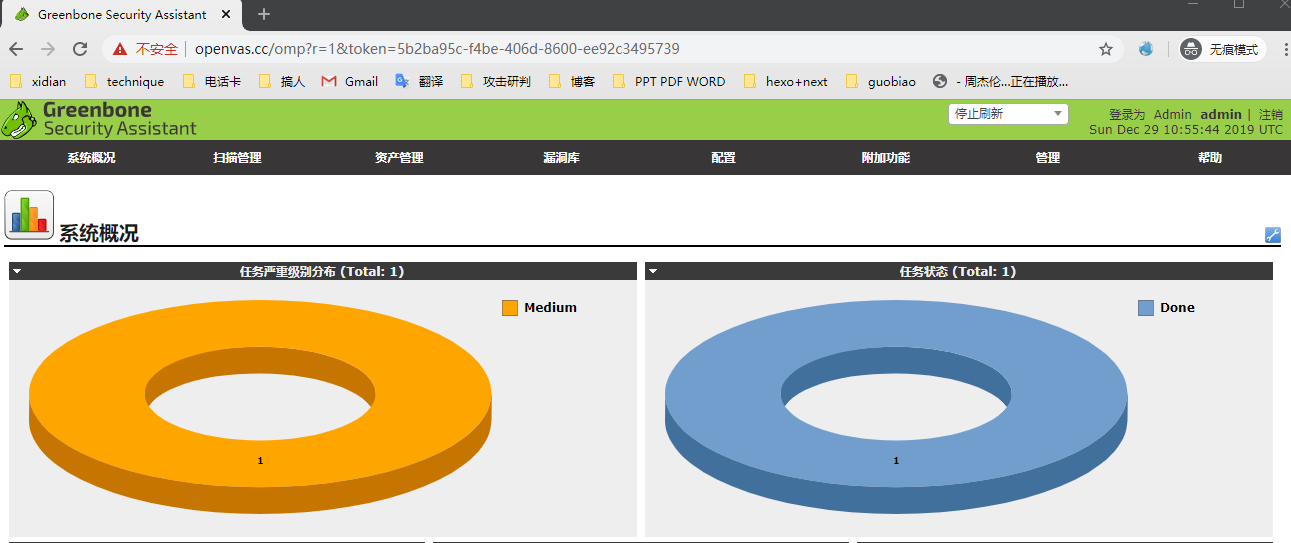 Greenbone Security Assistant
不安全 openvas.cc/omp?r=1&token=5b2ba95c-f4be-406d-8600-ee92c3495739 无痕模式
xidian technique 电话卡 搞人 Gmail 翻译 攻击研判 博客 PPT PDF WORD hexo+next guobiao - 周杰伦...正在播放...
Greenbone
Security Assistant
停止刷新
登录为 Admin admin | 注销
Sun Dec 29 10:55:44 2019 UTC
系统概况 扫描管理 资产管理 漏洞库 配置 附加功能 管理 帮助
系统概况
任务严重级别分布 (Total: 1)
Medium
1
任务状态 (Total: 1)
Done
1